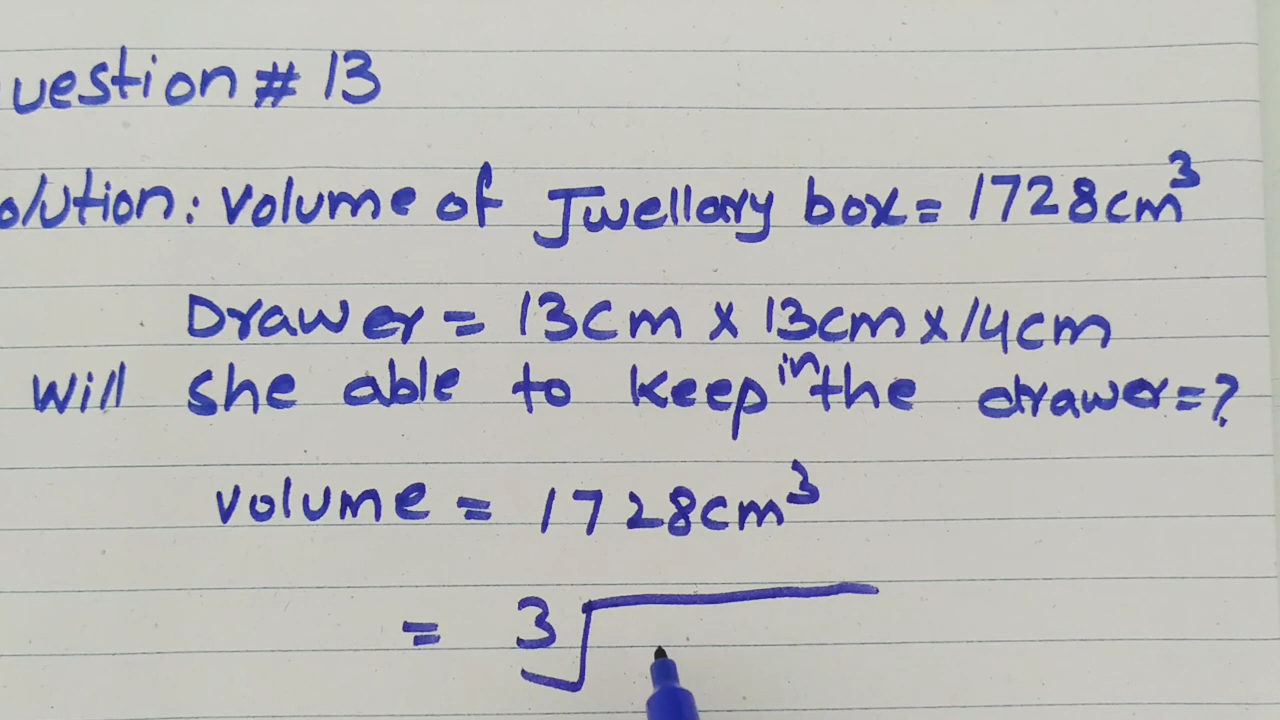 uestion # 13
olution: Volume of Jwellary box = 1728cm³
Drawer = 13cm x 13cm x 14cm
Will she able to keep in the drawer = ?
Volume = 1728cm³
= ∛